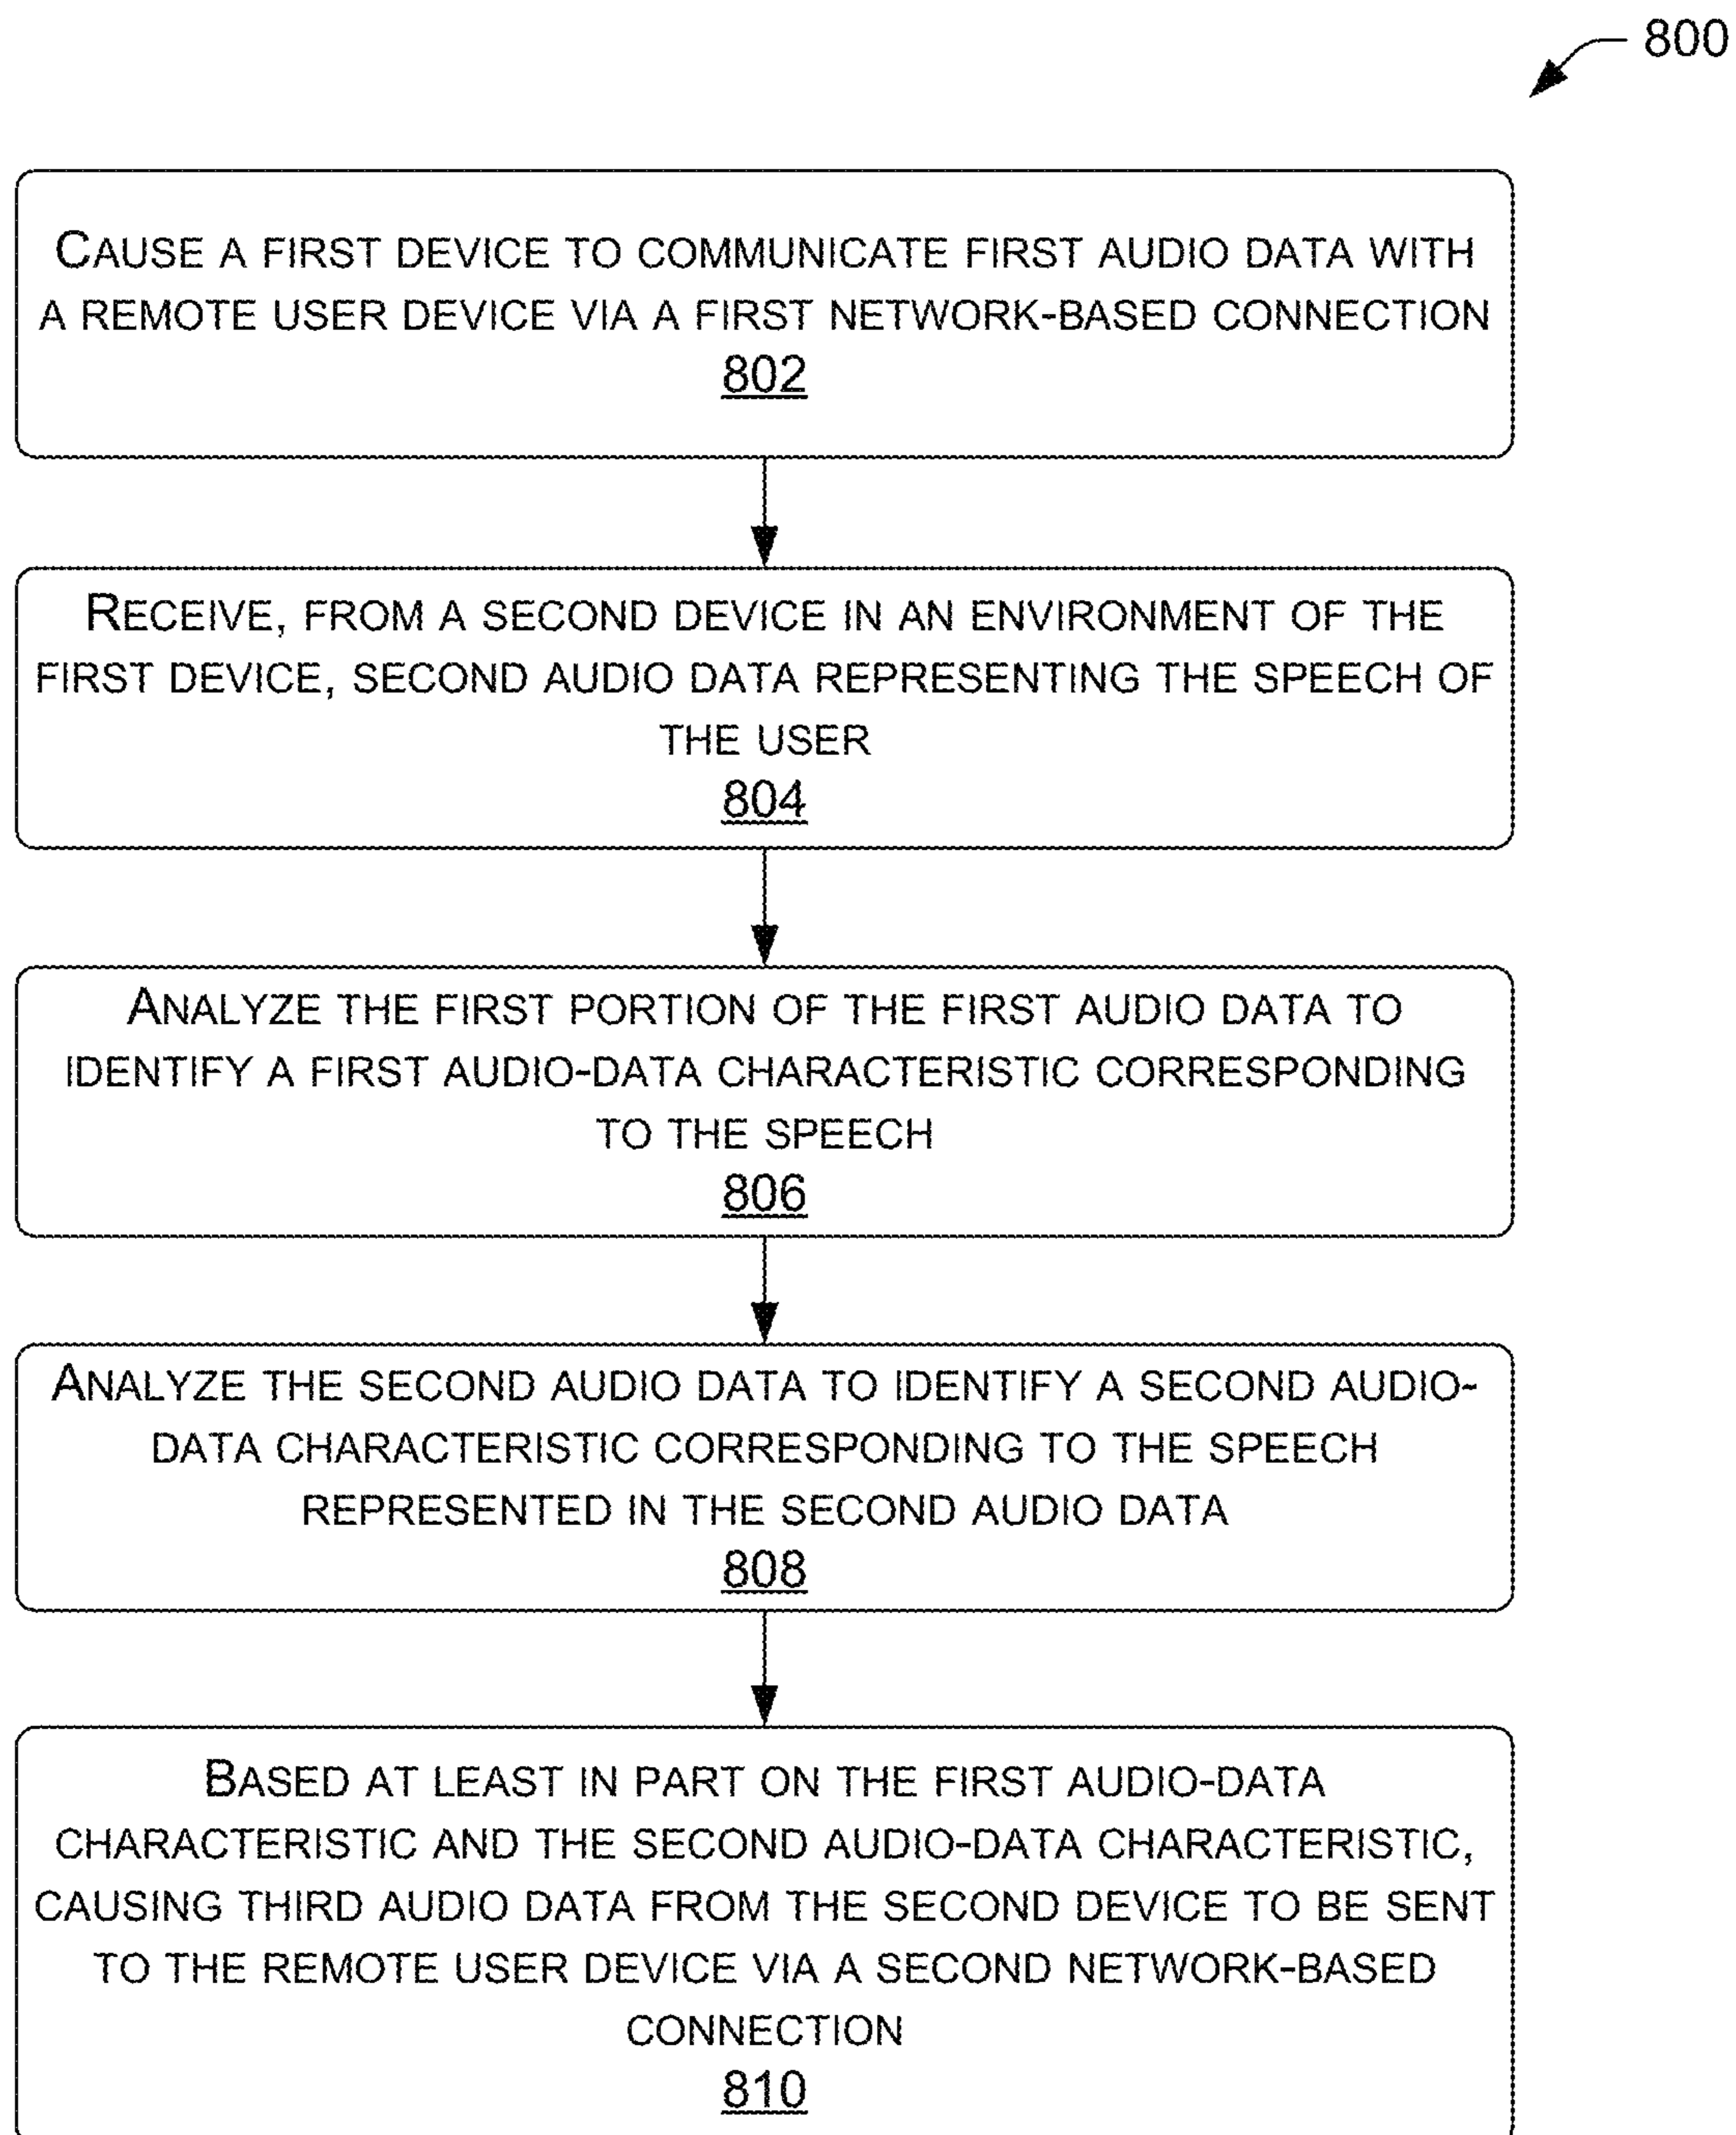 800
CAUSE A FIRST DEVICE TO COMMUNICATE FIRST AUDIO DATA WITH
A REMOTE USER DEVICE VIA A FIRST NETWORK-BASED CONNECTION
802
RECEIVE, FROM A SECOND DEVICE IN AN ENVIRONMENT OF THE
FIRST DEVICE, SECOND AUDIO DATA REPRESENTING THE SPEECH OF
THE USER
804
ANALYZE THE FIRST PORTION OF THE FIRST AUDIO DATA TO
IDENTIFY A FIRST AUDIO-DATA CHARACTERISTIC CORRESPONDING
TO THE SPEECH
806
ANALYZE THE SECOND AUDIO DATA TO IDENTIFY A SECOND AUDIO-
DATA CHARACTERISTIC CORRESPONDING TO THE SPEECH
REPRESENTED IN THE SECOND AUDIO DATA
808
BASED AT LEAST IN PART ON THE FIRST AUDIO-DATA
CHARACTERISTIC AND THE SECOND AUDIO-DATA CHARACTERISTIC,
CAUSING THIRD AUDIO DATA FROM THE SECOND DEVICE TO BE SENT
TO THE REMOTE USER DEVICE VIA A SECOND NETWORK-BASED
CONNECTION
810